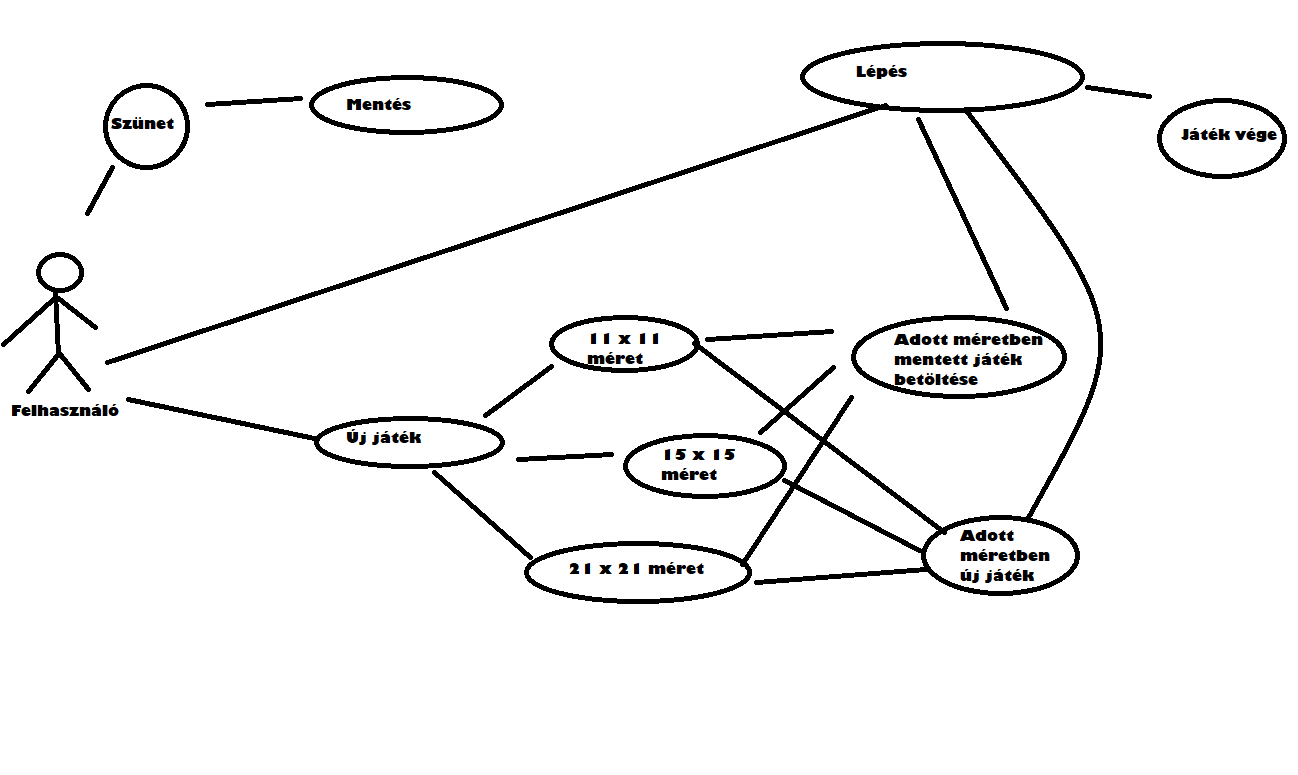 Lépés
Mentés
Szünet
Játék vége
11 x 11
méret
Adott méretben
mentett játék
betöltése
Felhasználó
Új játék
15 x 15
méret
Adott
méretben
új játék
21 x 21 méret